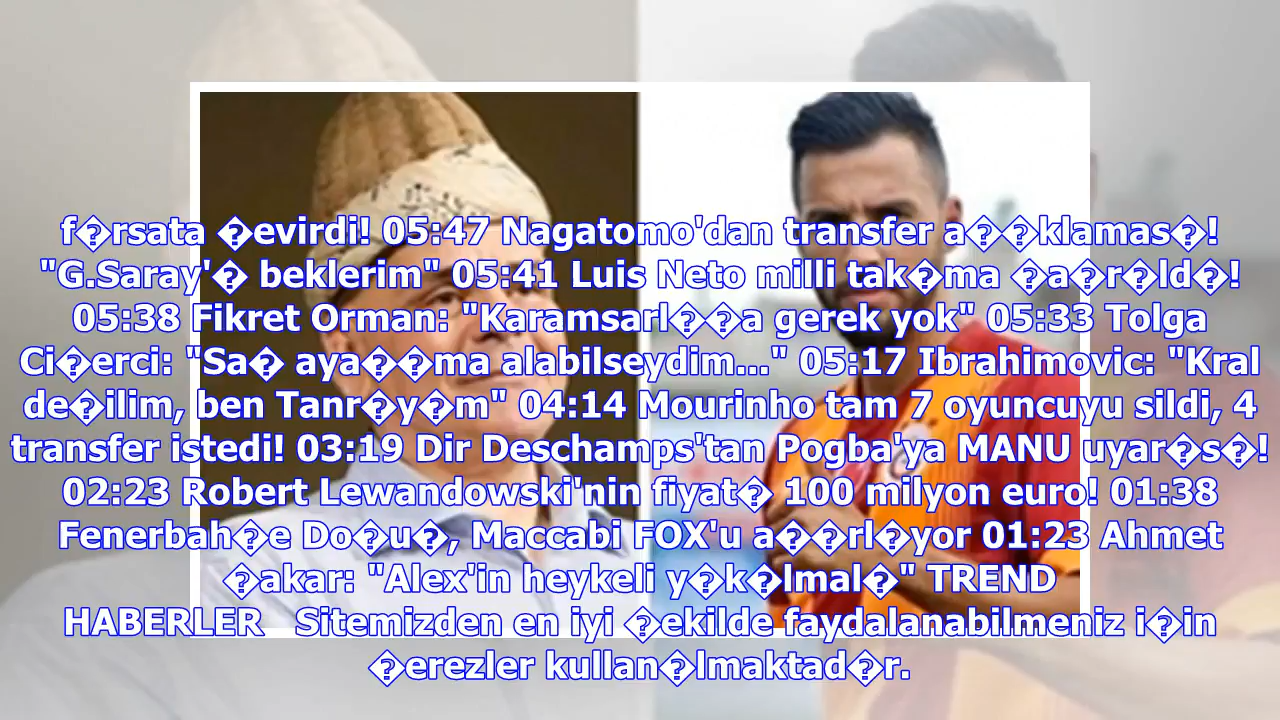 f�rsata �evirdi! 05:47 Nagatomo'dan transfer a��klamas�!
"G.Saray'� beklerim" 05:41 Luis Neto milli tak�ma �a�r�ld�!
05:38 Fikret Orman: "Karamsarl��a gerek yok" 05:33 Tolga
Ci�erci: "Sa� aya��ma alabilseydim..." 05:17 Ibrahimovic: "Kral
de�ilim, ben Tanr�y�m" 04:14 Mourinho tam 7 oyuncuyu sildi, 4
transfer istedi! 03:19 Dir Deschamps'tan Pogba'ya MANU uyar�s�!
02:23 Robert Lewandowski'nin fiyat� 100 milyon euro! 01:38
Fenerbah�e Do�u�, Maccabi FOX'u a��rl�yor 01:23 Ahmet
�akar: "Alex'in heykeli y�k�lmal�" TREND
HABERLER   Sitemizden en iyi �ekilde faydalanabilmeniz i�in
�erezler kullan�lmaktad�r.